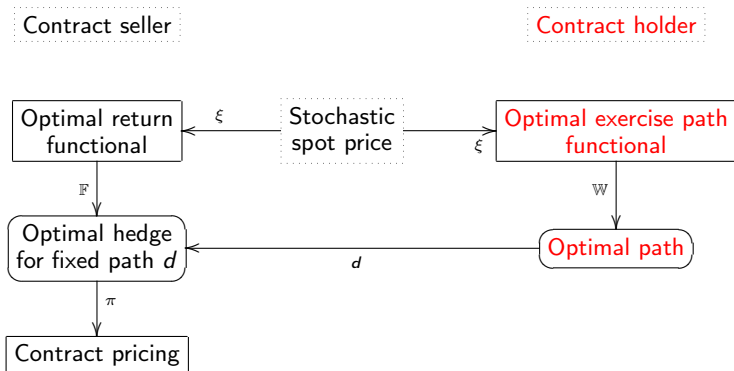 Contract seller
Contract holder
Optimal return
functional
ξ
Stochastic
spot price
ξ
Optimal exercise path
functional
𝔽
𝕎
Optimal hedge
for fixed path d
d
Optimal path
π
Contract pricing